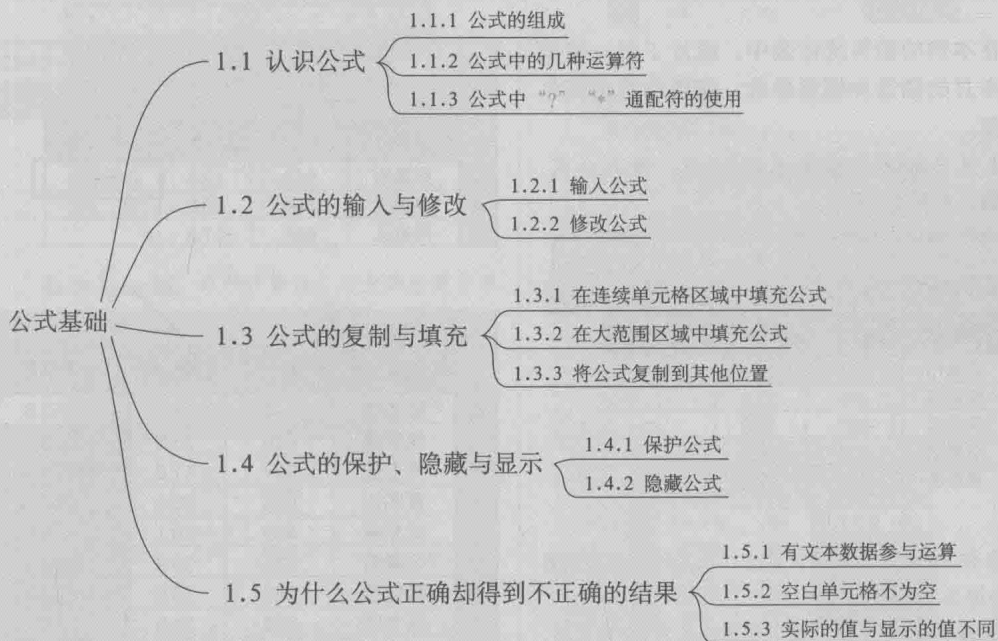 公式基础
1.1 认识公式
1.1.1 公式的组成
1.1.2 公式中的几种运算符
1.1.3 公式中“?”“*”通配符的使用
1.2 公式的输入与修改
1.2.1 输入公式
1.2.2 修改公式
1.3 公式的复制与填充
1.3.1 在连续单元格区域中填充公式
1.3.2 在大范围区域中填充公式
1.3.3 将公式复制到其他位置
1.4 公式的保护、隐藏与显示
1.4.1 保护公式
1.4.2 隐藏公式
1.5 为什么公式正确却得到不正确的结果
1.5.1 有文本数据参与运算
1.5.2 空白单元格不为空
1.5.3 实际的值与显示的值不同